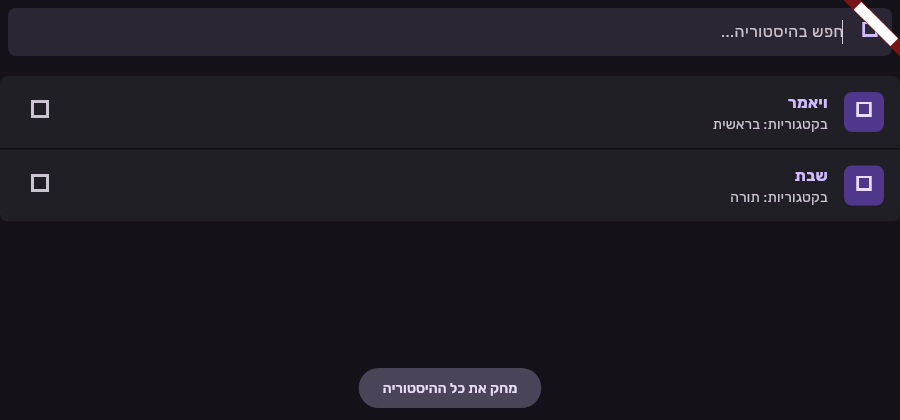 חפש בהיסטוריה...
ויאמר
בקטגוריות: בראשית
שבת
בקטגוריות: תורה
מחק את כל ההיסטוריה